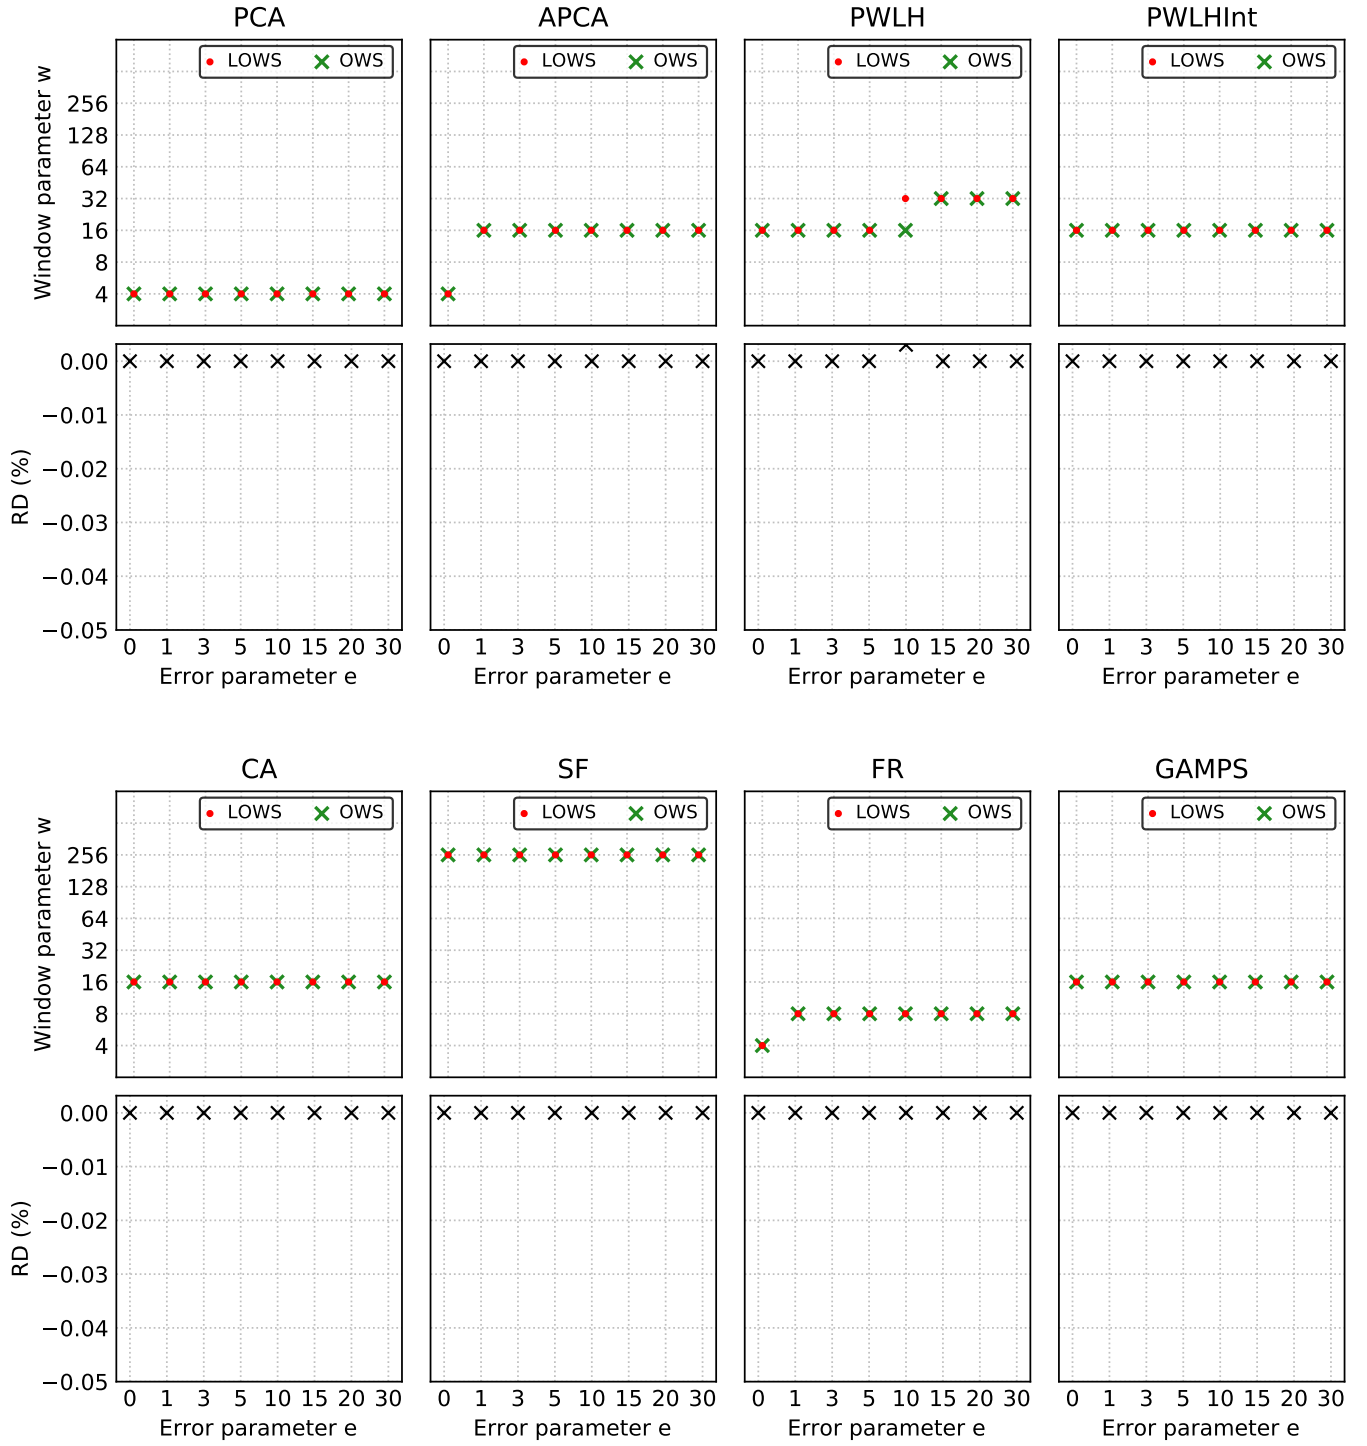 PCA APCA PWLH PWLHInt
LOWS OWS LOWS OWS LOWS OWS LOWS OWS
Window parameter w
256
128
64
32
16
8
4
RD (%)
0.00
−0.01
−0.02
−0.03
−0.04
−0.05
0 1 3 5 10 15 20 30 0 1 3 5 10 15 20 30 0 1 3 5 10 15 20 30 0 1 3 5 10 15 20 30
Error parameter e Error parameter e Error parameter e Error parameter e
CA SF FR GAMPS
LOWS OWS LOWS OWS LOWS OWS LOWS OWS
Window parameter w
256
128
64
32
16
8
4
RD (%)
0.00
−0.01
−0.02
−0.03
−0.04
−0.05
0 1 3 5 10 15 20 30 0 1 3 5 10 15 20 30 0 1 3 5 10 15 20 30 0 1 3 5 10 15 20 30
Error parameter e Error parameter e Error parameter e Error parameter e